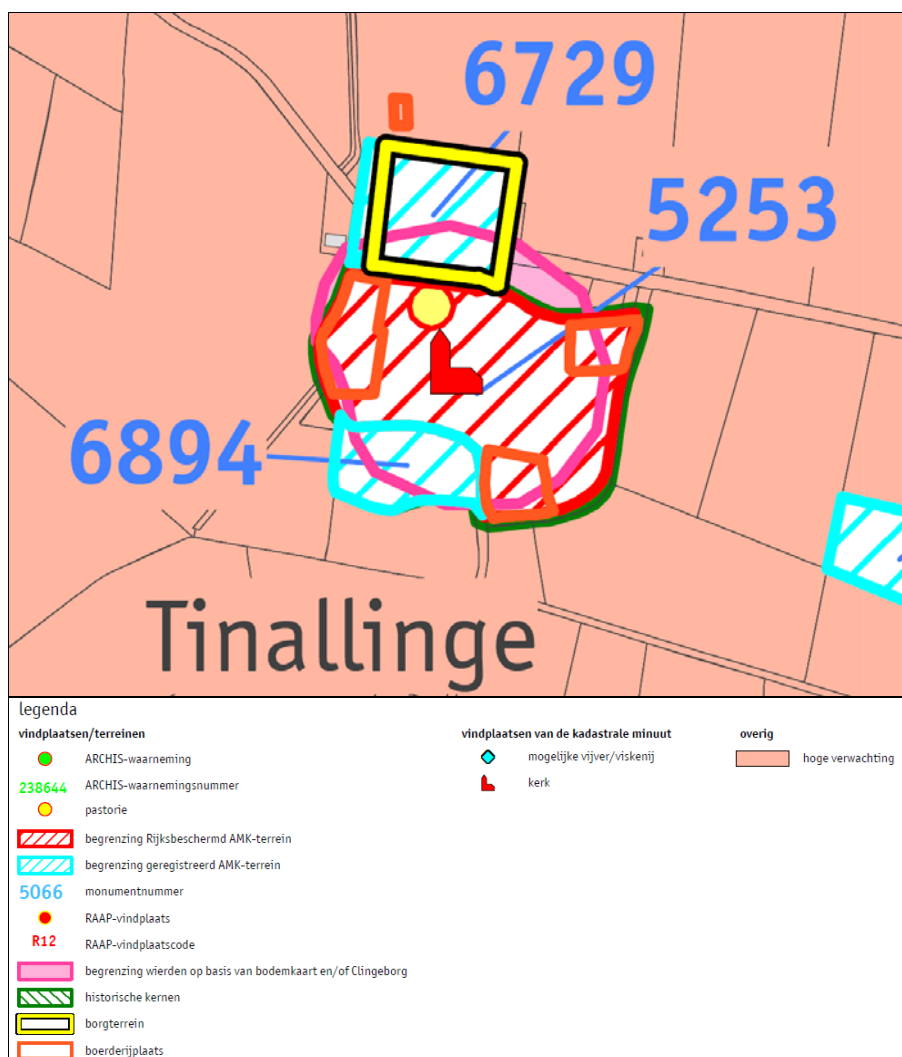 6729
5253
6894
Tinallinge
legenda
vindplaatsen/terreinen
ARCHIS-waarneming
238644 ARCHIS-waarnemingsnummer
pastorie
begrenzing Rijksbeschermd AMK-terrein
begrenzing geregistreerd AMK-terrein
5066 monumentnummer
RAAP-vindplaats
R12 RAAP-vindplaatscode
begrenzing wierden op basis van bodemkaart en/of Clingeborg
historische kernen
borgterrein
boerderijplaats
vindplaatsen van de kadastrale minuut
mogelijke vijver/viskenij
kerk
overig
hoge verwachting